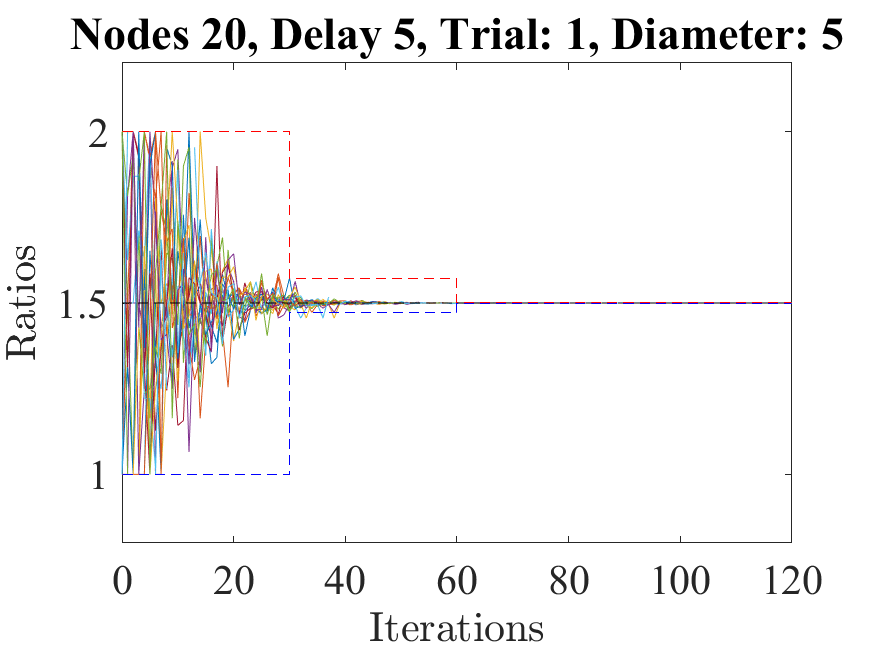 Nodes 20, Delay 5, Trial: 1, Diameter: 5
2
1.5
1
Ratios
0 20 40 60 80 100 120
Iterations